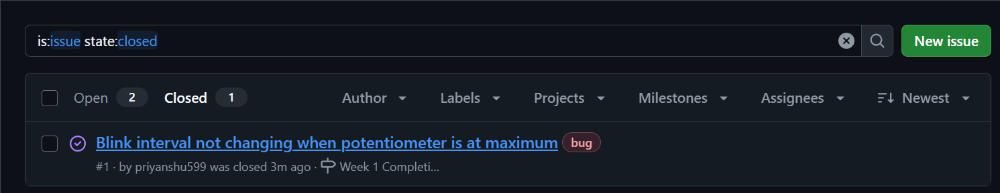 is:issue state:closed
New issue
Open 2 Closed 1 Author Labels Projects Milestones Assignees Newest
Blink interval not changing when potentiometer is at maximum bug
#1 · by priyanshu599 was closed 3m ago · Week 1 Completi...